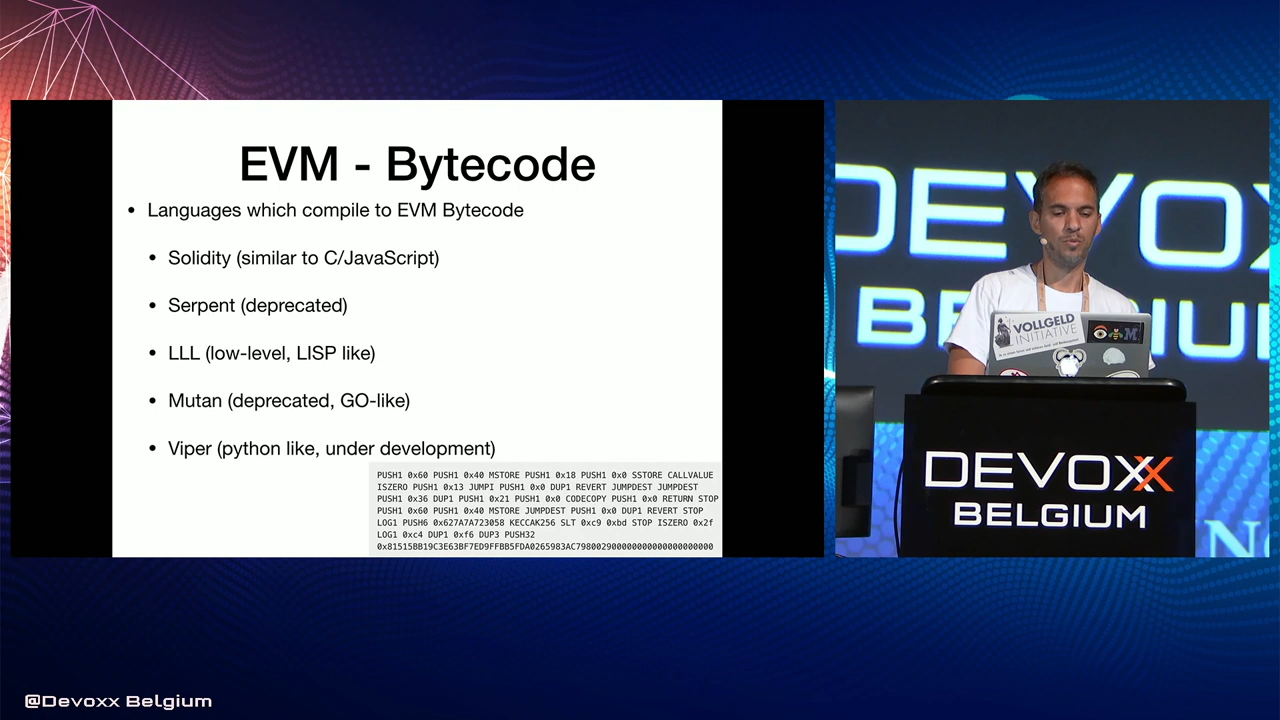 EVM - Bytecode
• Languages which compile to EVM Bytecode
• Solidity (similar to C/JavaScript)
• Serpent (deprecated)
• LLL (low-level, LISP like)
• Mutan (deprecated, GO-like)
• Viper (python like, under development)
PUSH1 0x60 PUSH1 0x40 MSTORE PUSH1 0x18 PUSH1 0x0 SSTORE CALLVALUE
ISZERO PUSH1 0x13 JUMPI PUSH1 0x0 DUP1 REVERT JUMPDEST JUMPDEST
PUSH1 0x36 DUP1 PUSH1 0x21 PUSH1 0x0 CODECOPY PUSH1 0x0 RETURN STOP
PUSH1 0x60 PUSH1 0x40 MSTORE JUMPDEST PUSH1 0x0 DUP1 REVERT STOP
LOG1 PUSH6 0x627A7A723058 KECCAK256 SLT 0xc9 0xbd STOP ISZERO 0x2f
LOG1 0xc4 DUP1 0xf6 DUP3 PUSH32
0x81515BB19C3E63BF7ED9FFBB5FDA0265983AC7980029000000000000000000000
DEVOX
BELGIU
VOLLGELD
INITIATIVE
M
DEVOXX
BELGIUM
N
@Devoxx Belgium